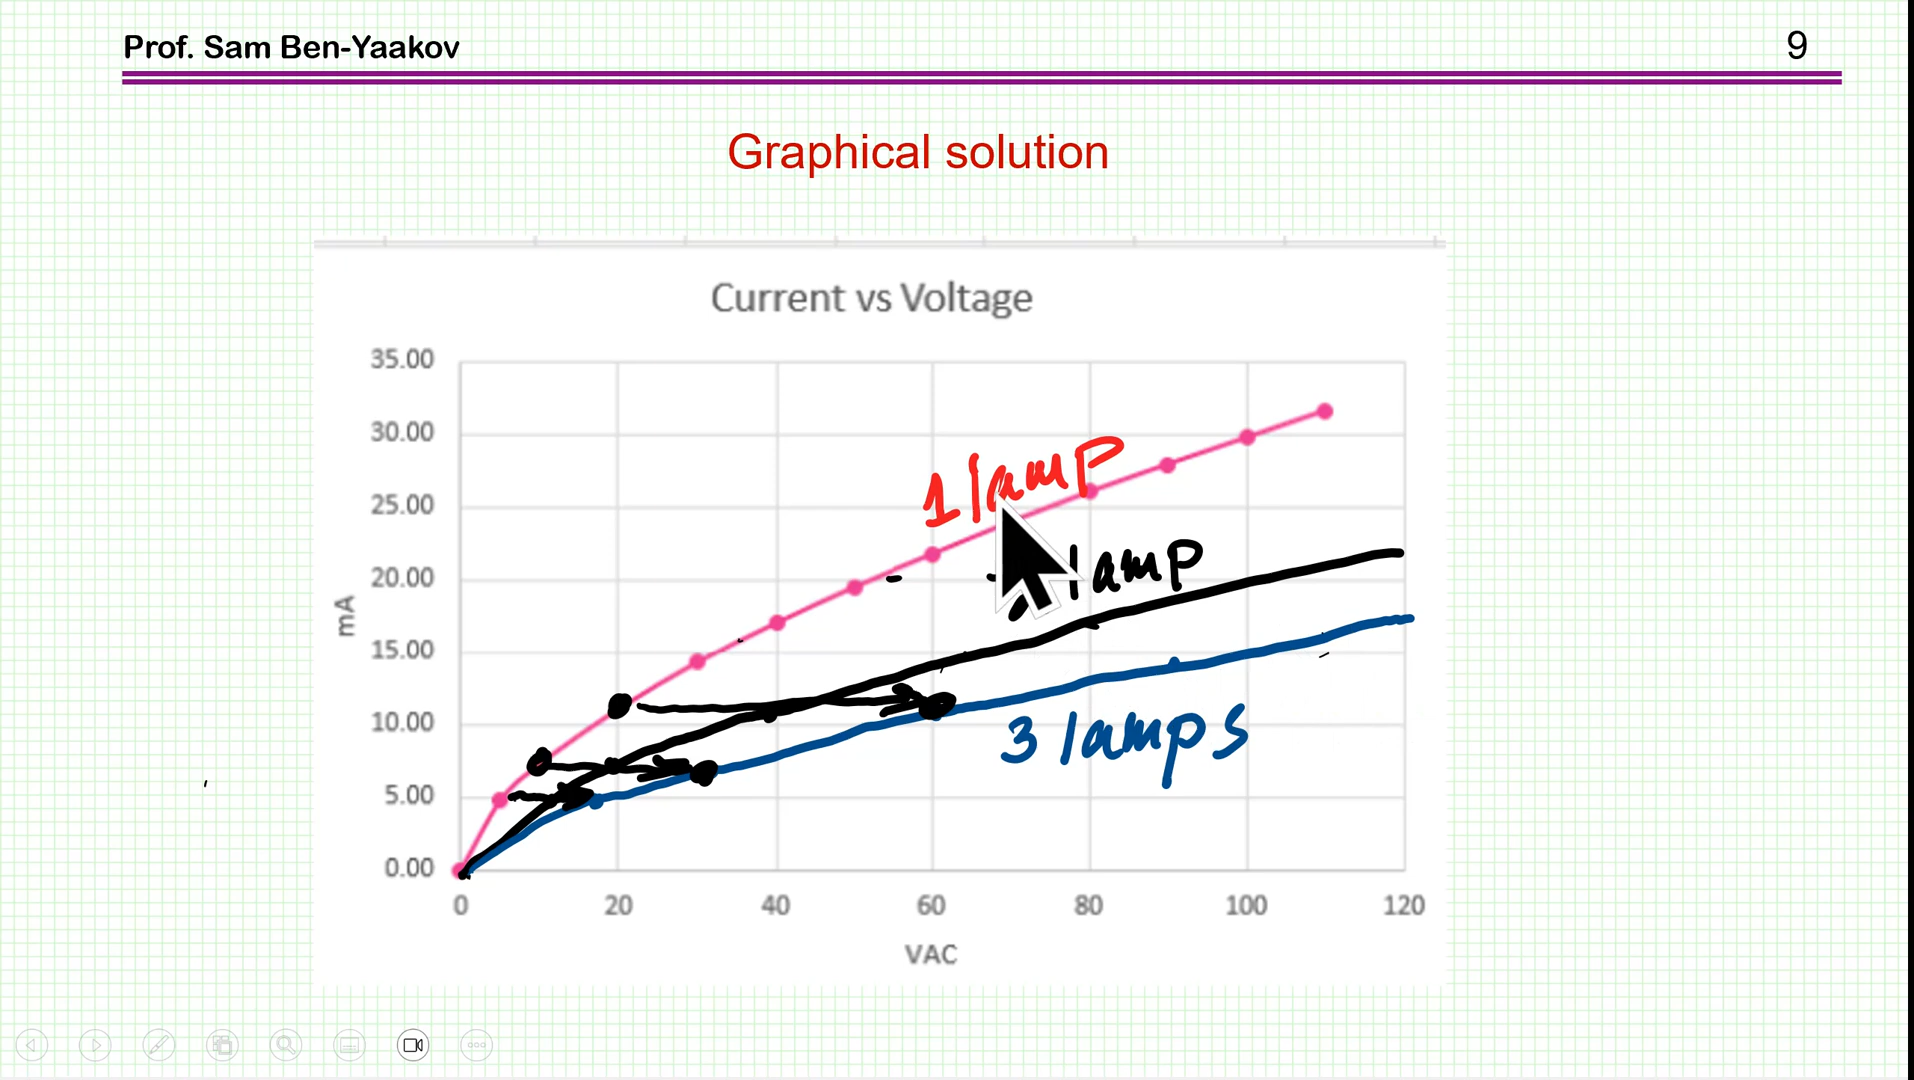 Prof. Sam Ben-Yaakov
9
Graphical solution
Current vs Voltage
35.00
30.00
25.00
20.00
15.00
10.00
5.00
0.00
mA
1 lamp
lamp
3 lamps
0 20 40 60 80 100 120
VAC